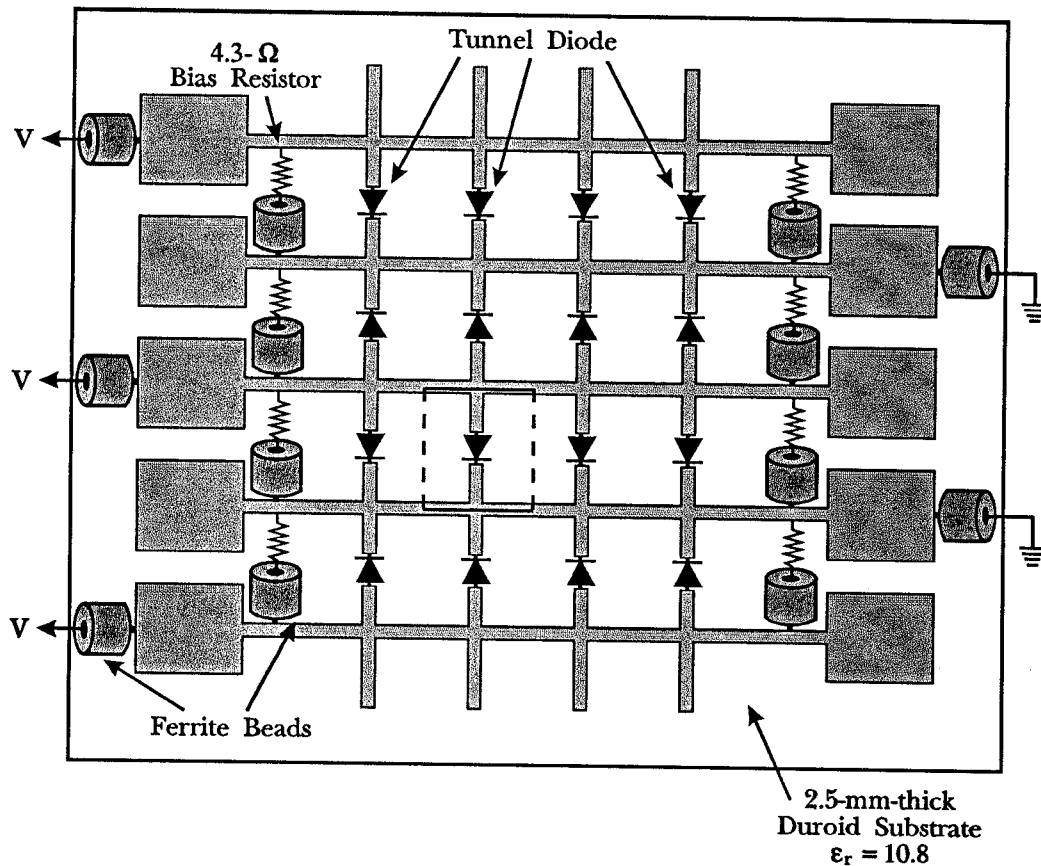 4.3- Ω
Bias Resistor
Tunnel Diode
V
V
V
Ferrite Beads
2.5-mm-thick
Duroid Substrate
εr = 10.8